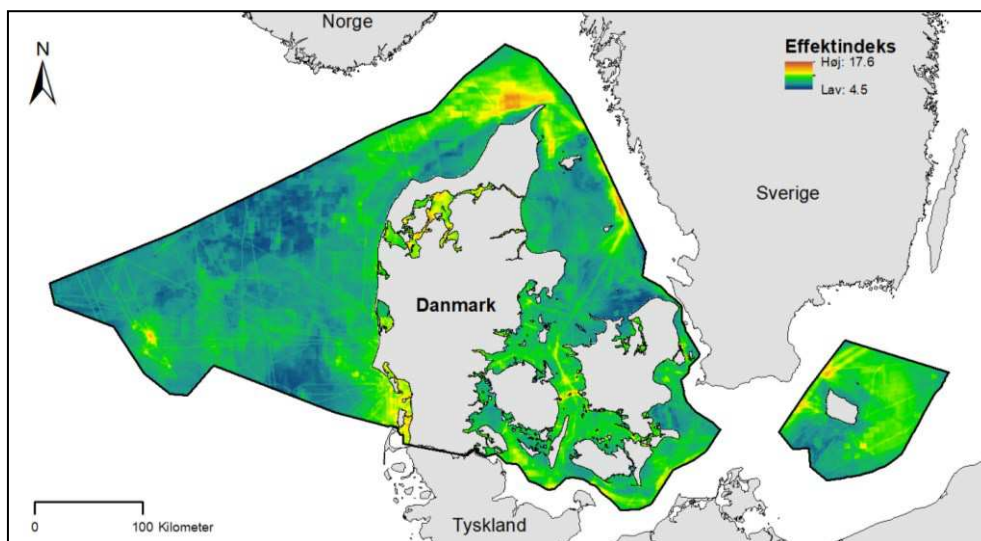 Norge
N
Effektindeks
Høj: 17.6
Lav: 4.5
Sverige
Danmark
0 100 Kilometer
Tyskland